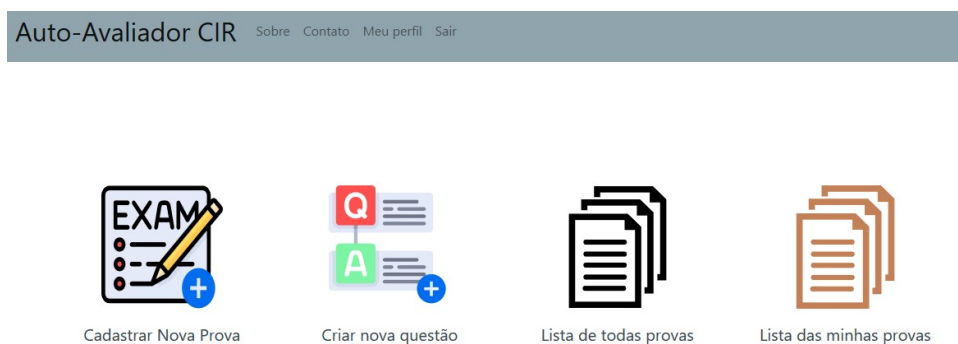 Auto-Avaliador CIR Sobre Contato Meu perfil Sair
EXAM
Q
A
Cadastrar Nova Prova
Criar nova questão
Lista de todas provas
Lista das minhas provas